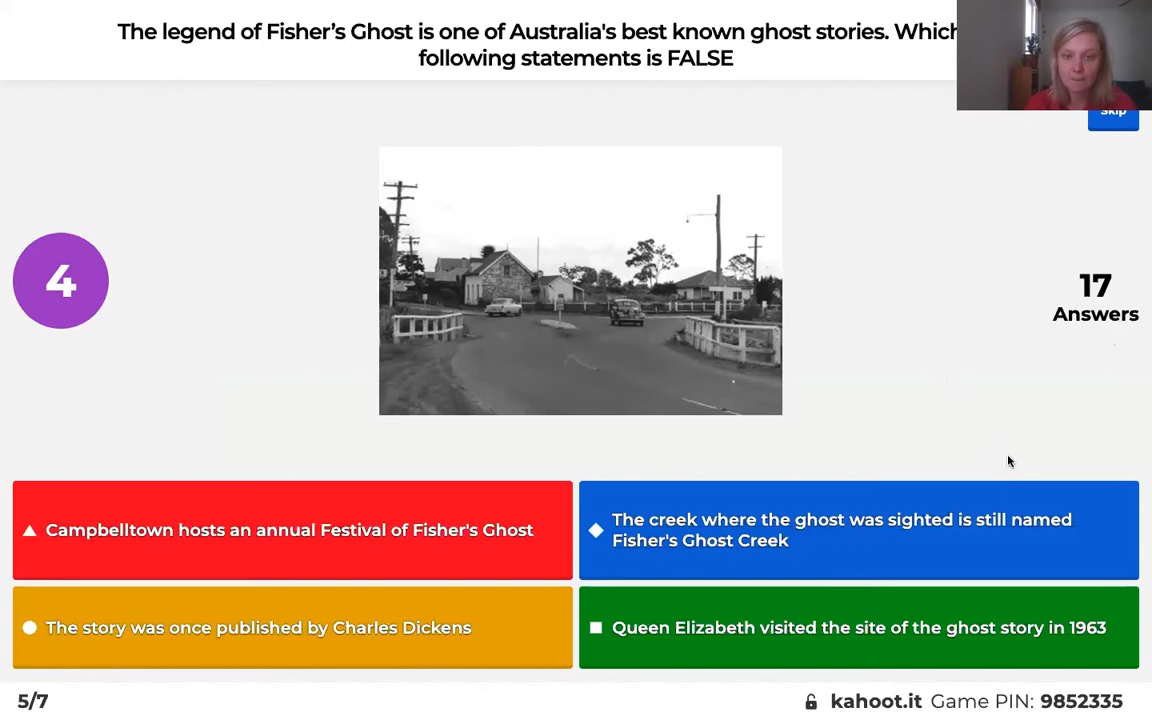 The legend of Fisher’s Ghost is one of Australia's best known ghost stories. Which
following statements is FALSE
Skip
4
17
Answers
Campbelltown hosts an annual Festival of Fisher's Ghost
The creek where the ghost was sighted is still named
Fisher's Ghost Creek
The story was once published by Charles Dickens
Queen Elizabeth visited the site of the ghost story in 1963
5/7
kahoot.it Game PIN: 9852335